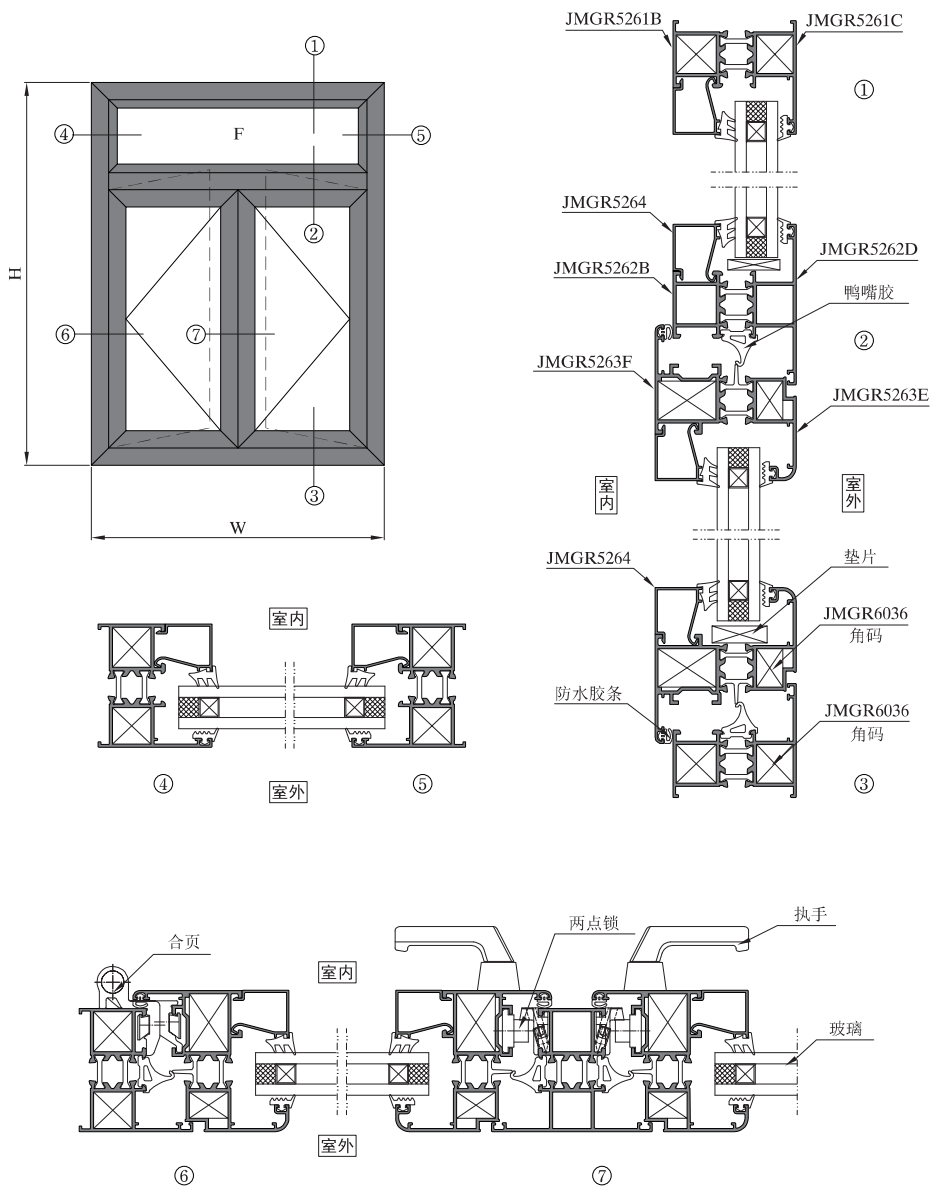 ①
④
F
⑤
②
H
⑥
⑦
③
W
JMGR5261B
JMGR5261C
①
JMGR5264
JMGR5262B
JMGR5262D
鸭嘴胶
②
JMGR5263F
JMGR5263E
室内
室外
JMGR5264
垫片
JMGR6036
角码
防水胶条
JMGR6036
角码
③
室内
④
室外
⑤
合页
室内
两点锁
执手
玻璃
室外
⑥
⑦